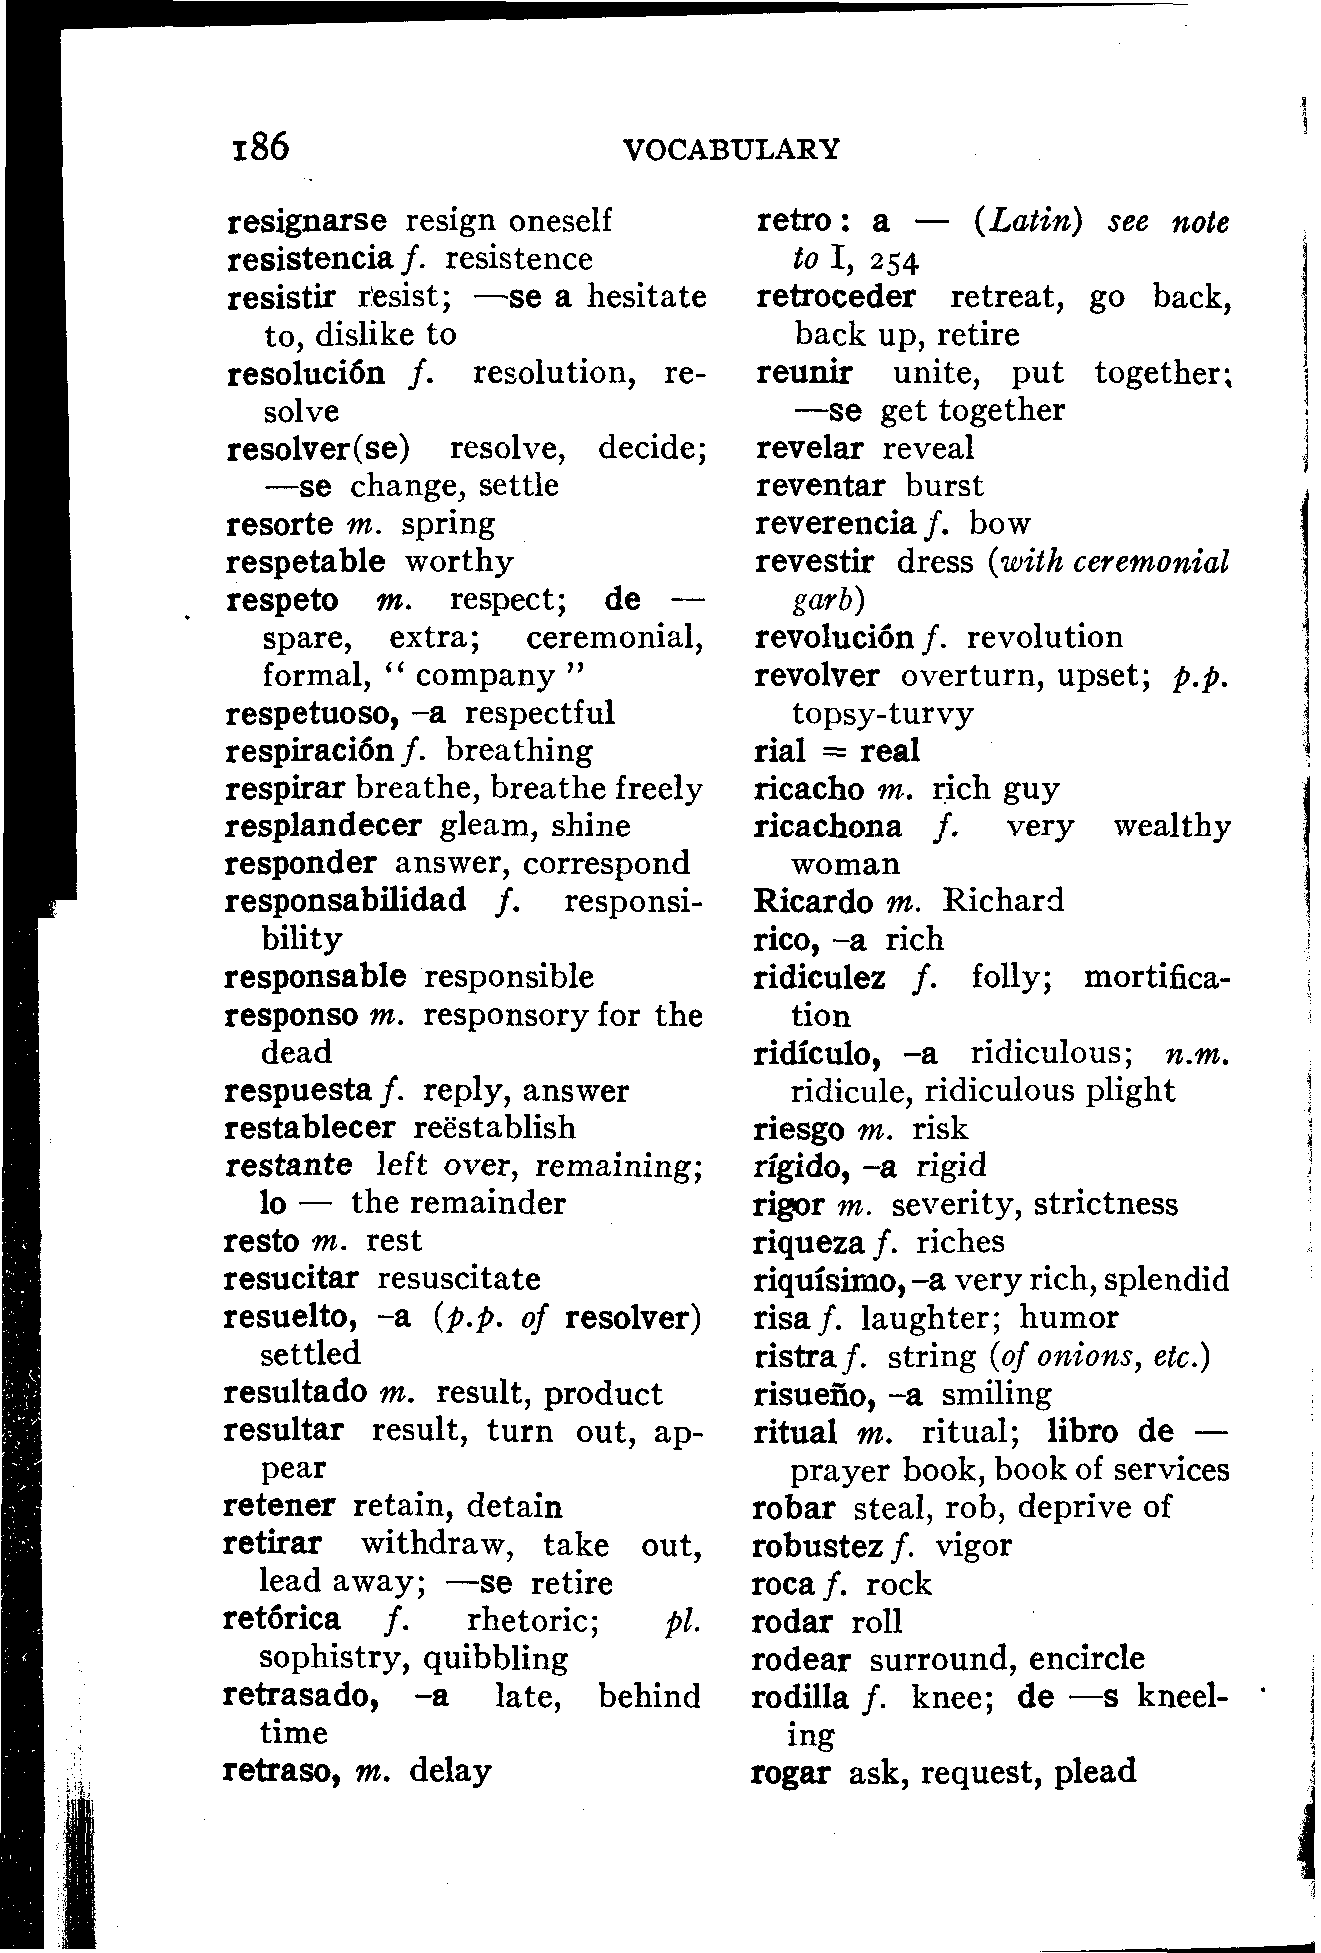 186
VOCABULARY
resignarse resign oneself
resistencia f. resistence
resistir resist; —se a hesitate
to, dislike to
resolución f. resolution, re-
solve
resolver(se) resolve, decide;
—se change, settle
resorte m. spring
respetable worthy
respeto m. respect; de —
spare, extra; ceremonial,
formal, “ company ”
respetuoso, –a respectful
respiración f. breathing
respirar breathe, breathe freely
resplandecer gleam, shine
responder answer, correspond
responsabilidad f. responsi-
bility
responsable responsible
responso m. responsory for the
dead
respuesta f. reply, answer
restablecer reëstablish
restante left over, remaining;
lo — the remainder
resto m. rest
resucitar resuscitate
resuelto, –a (p.p. of resolver)
settled
resultado m. result, product
resultar result, turn out, ap-
pear
retener retain, detain
retirar withdraw, take out,
lead away; —se retire
retórica f. rhetoric; pl.
sophistry, quibbling
retrasado, –a late, behind
time
retraso, m. delay
retro: a — (Latin) see note
to I, 254
retroceder retreat, go back,
back up, retire
reunir unite, put together;
—se get together
revelar reveal
reventar burst
reverencia f. bow
revestir dress (with ceremonial
garb)
revolución f. revolution
revolver overturn, upset; p.p.
topsy-turvy
rial = real
ricacho m. rich guy
ricachona f. very wealthy
woman
Ricardo m. Richard
rico, –a rich
ridiculez f. folly; mortifica-
tion
ridículo, –a ridiculous; n.m.
ridicule, ridiculous plight
riesgo m. risk
rígido, –a rigid
rigor m. severity, strictness
riqueza f. riches
riquísimo, –a very rich, splendid
risa f. laughter; humor
ristra f. string (of onions, etc.)
risueño, –a smiling
ritual m. ritual; libro de —
prayer book, book of services
robar steal, rob, deprive of
robustez f. vigor
roca f. rock
rodar roll
rodear surround, encircle
rodilla f. knee; de —s kneel-
ing
rogar ask, request, plead